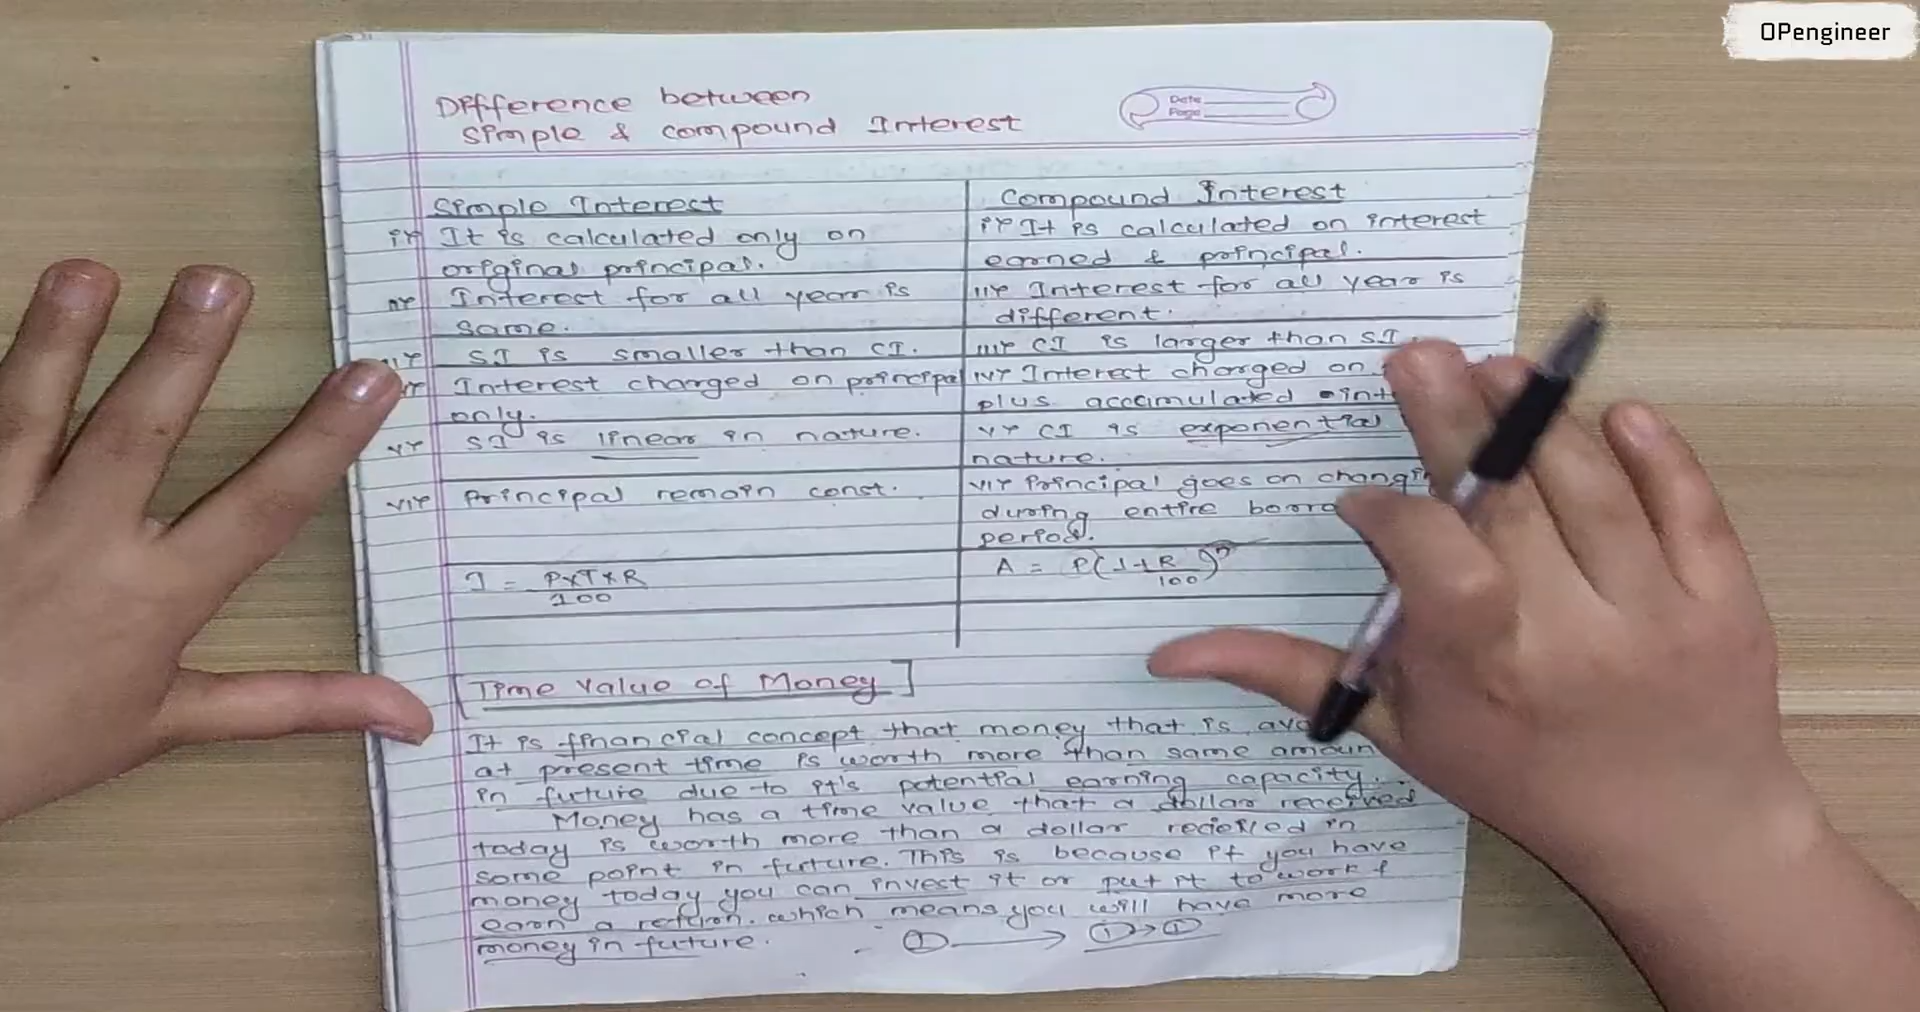 OPengineer
Difference between
simple & compound Interest
Date
Page
Simple Interest
i) It is calculated only on
original principal.
ii) Interest for all year is
same.
SI is smaller than CI.
Interest charged on principal
only.
v) SI is linear in nature.
vi) Principal remain const.
I = P×T×R
100
Compound Interest
i) It is calculated on interest
earned & principal.
ii) Interest for all year is
different.
iii) CI is larger than SI.
iv) Interest charged on
plus accumulated
v) CI is exponential
nature.
vi) Principal goes on
during entire
period.
A = P(1+R/100)^n
[Time Value of Money]
It is financial concept that money that is
at present time is worth more than same
in future due to it's potential earning capacity.
Money has a time value that a dollar received
today is worth more than a dollar recieved in
some point in future. This is because if you have
money today you can invest it or put it to work &
earn a return. which means you will have more
money in future.
① → ① → ①